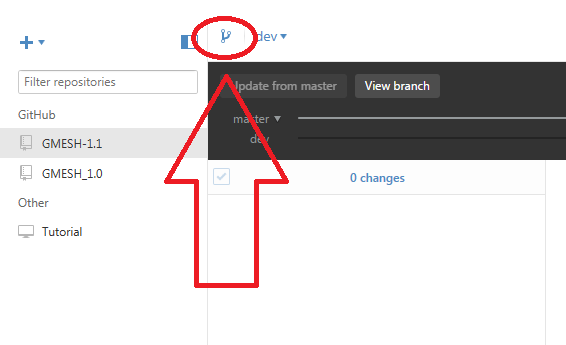 dev
Filter repositories
Update from master
View branch
GitHub
master
GMESH-1.1
dev
GMESH_1.0
0 changes
Other
Tutorial